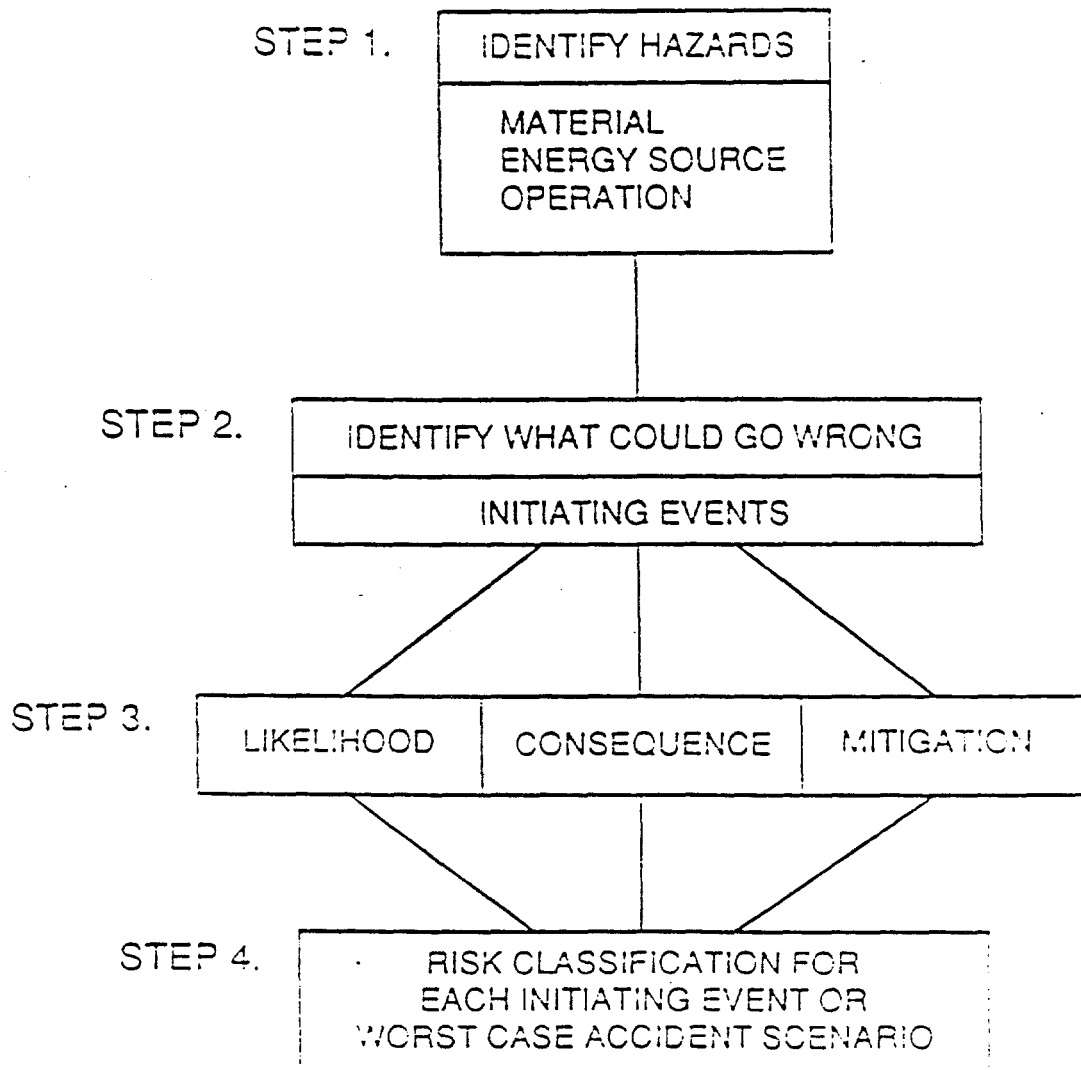 STEP 1.
IDENTIFY HAZARDS
MATERIAL
ENERGY SOURCE
OPERATION
STEP 2.
IDENTIFY WHAT COULD GO WRONG
INITIATING EVENTS
STEP 3.
LIKELIHOOD
CONSEQUENCE
MITIGATION
STEP 4.
RISK CLASSIFICATION FOR
EACH INITIATING EVENT OR
WORST CASE ACCIDENT SCENARIO